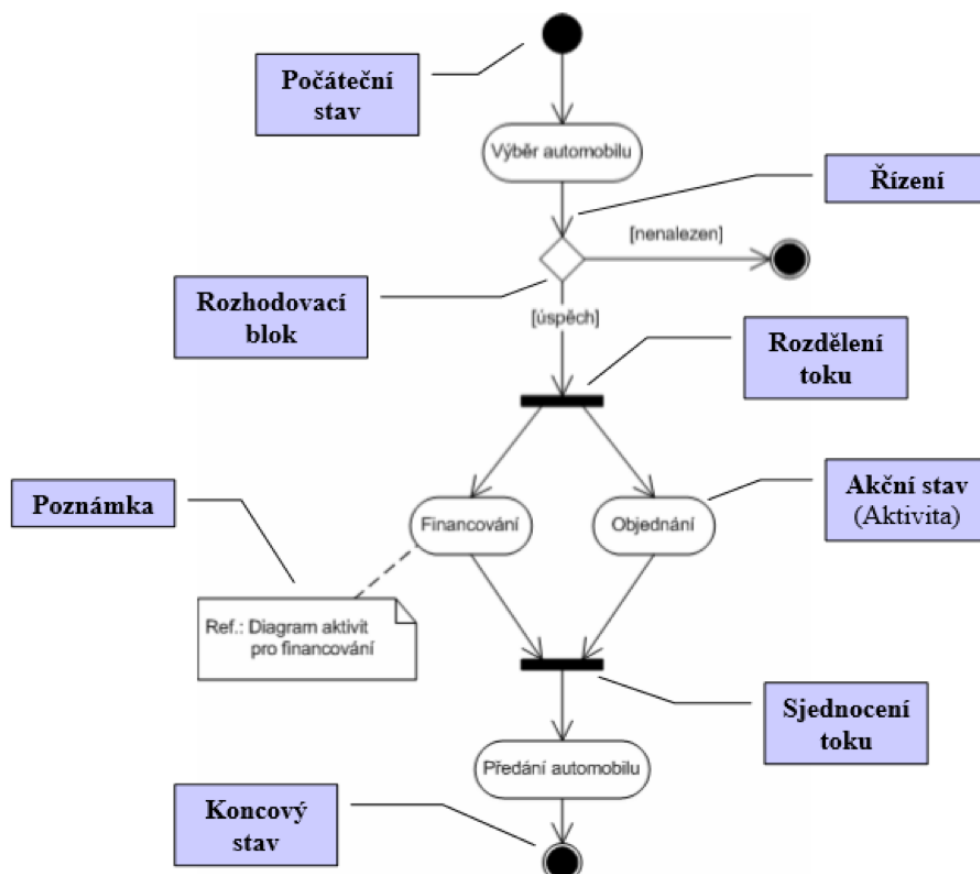 Počáteční
stav
Výběr automobilu
Řízení
[nenalezen]
Rozhodovací
blok
[úspěch]
Rozdělení
toku
Poznámka
Financování
Objednání
Akční stav
(Aktivita)
Ref.: Diagram aktivit
pro financování
Sjednocení
toku
Předání automobilu
Koncový
stav